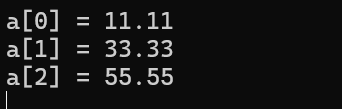 a[0] = 11.11
a[1] = 33.33
a[2] = 55.55